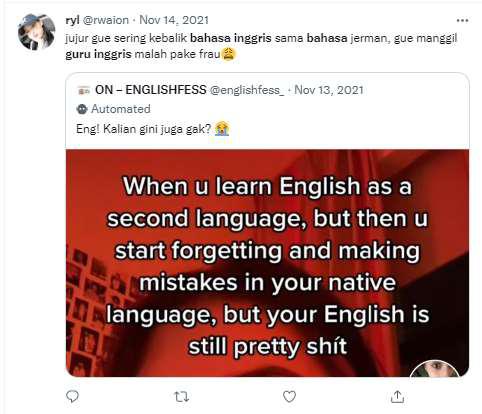 ryl @rwaion · Nov 14, 2021
jujur gue sering kebalik bahasa inggris sama bahasa jerman, gue manggil
guru inggris malah pake frau😩
ON – ENGLISHFESS @englishfess_ · Nov 13, 2021
Automated
Eng! Kalian gini juga gak? 😭
When u learn English as a
second language, but then u
start forgetting and making
mistakes in your native
language, but your English is
still pretty shít